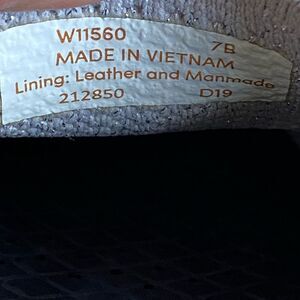 W11560 7B
MADE IN VIETNAM
Lining: Leather and Manmade
212850 D19